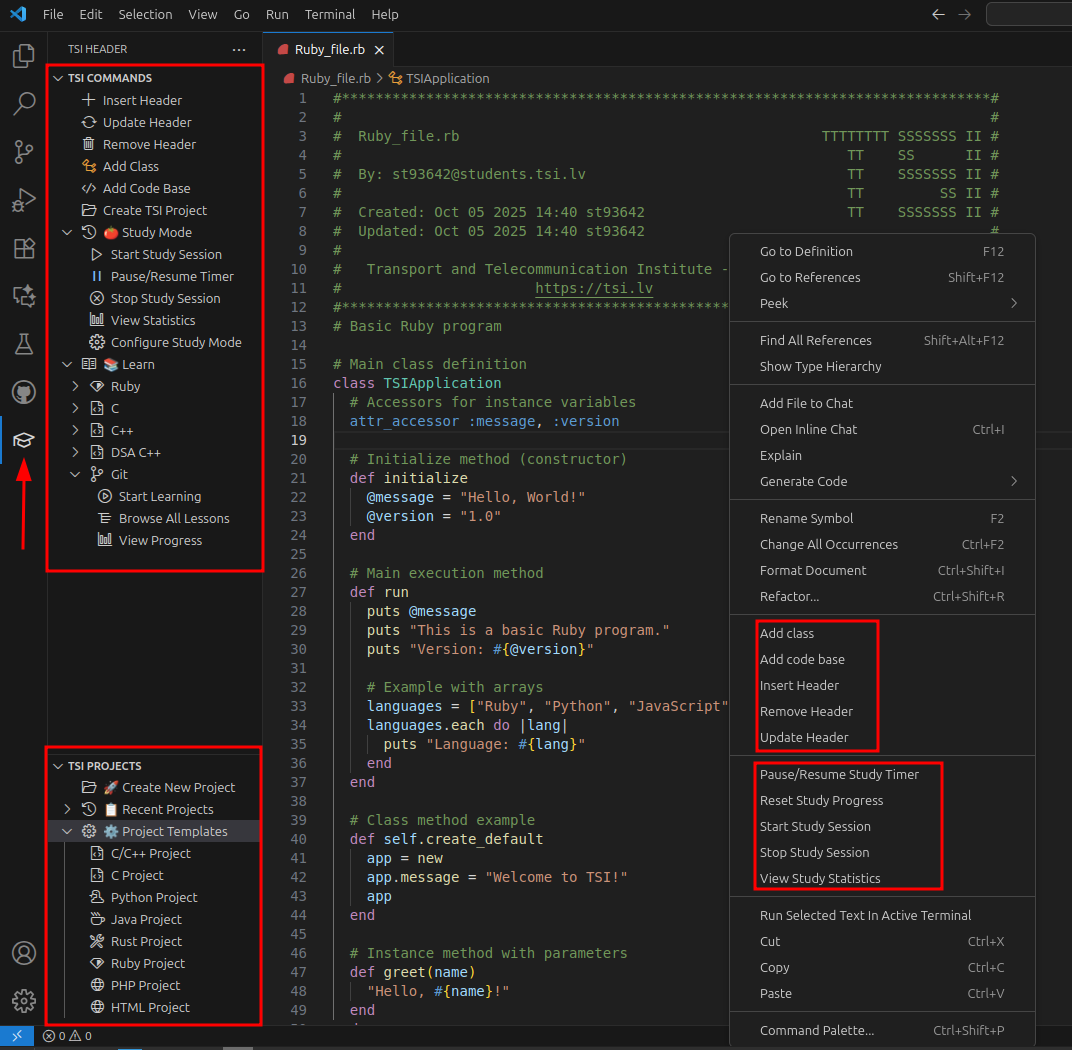 File Edit Selection View Go Run Terminal Help
TSI HEADER ...
TSI COMMANDS
Insert Header
Update Header
Remove Header
Add Class
Add Code Base
Create TSI Project
Study Mode
Start Study Session
Pause/Resume Timer
Stop Study Session
View Statistics
Configure Study Mode
Learn
Ruby
C
C++
DSA C++
Git
Start Learning
Browse All Lessons
View Progress
TSI PROJECTS
Create New Project
Recent Projects
Project Templates
C/C++ Project
C Project
Python Project
Java Project
Rust Project
Ruby Project
PHP Project
HTML Project
0 0
Ruby_file.rb
Ruby_file.rb > TSIApplication
1 #*****************************************************************************#
2 # #
3 # Ruby_file.rb TTTTTTTT SSSSSSS II #
4 # TT SS II #
5 # By: st93642@students.tsi.lv TT SSSSSSS II #
6 # TT SS II #
7 # Created: Oct 05 2025 14:40 st93642 TT SSSSSSS II #
8 # Updated: Oct 05 2025 14:40 st93642 #
9 #
10 # Transport and Telecommunication Institute -
11 # https://tsi.lv
12 #**********************************************
13 # Basic Ruby program
14
15 # Main class definition
16 class TSIApplication
17 # Accessors for instance variables
18 attr_accessor :message, :version
19
20 # Initialize method (constructor)
21 def initialize
22 @message = "Hello, World!"
23 @version = "1.0"
24 end
25
26 # Main execution method
27 def run
28 puts @message
29 puts "This is a basic Ruby program."
30 puts "Version: #{@version}"
31
32 # Example with arrays
33 languages = ["Ruby", "Python", "JavaScript"
34 languages.each do |lang|
35 puts "Language: #{lang}"
36 end
37 end
38
39 # Class method example
40 def self.create_default
41 app = new
42 app.message = "Welcome to TSI!"
43 app
44 end
45
46 # Instance method with parameters
47 def greet(name)
48 "Hello, #{name}!"
49 end
Go to Definition F12
Go to References Shift+F12
Peek
Find All References Shift+Alt+F12
Show Type Hierarchy
Add File to Chat
Open Inline Chat Ctrl+I
Explain
Generate Code
Rename Symbol F2
Change All Occurrences Ctrl+F2
Format Document Ctrl+Shift+I
Refactor... Ctrl+Shift+R
Add class
Add code base
Insert Header
Remove Header
Update Header
Pause/Resume Study Timer
Reset Study Progress
Start Study Session
Stop Study Session
View Study Statistics
Run Selected Text In Active Terminal
Cut Ctrl+X
Copy Ctrl+C
Paste Ctrl+V
Command Palette... Ctrl+Shift+P